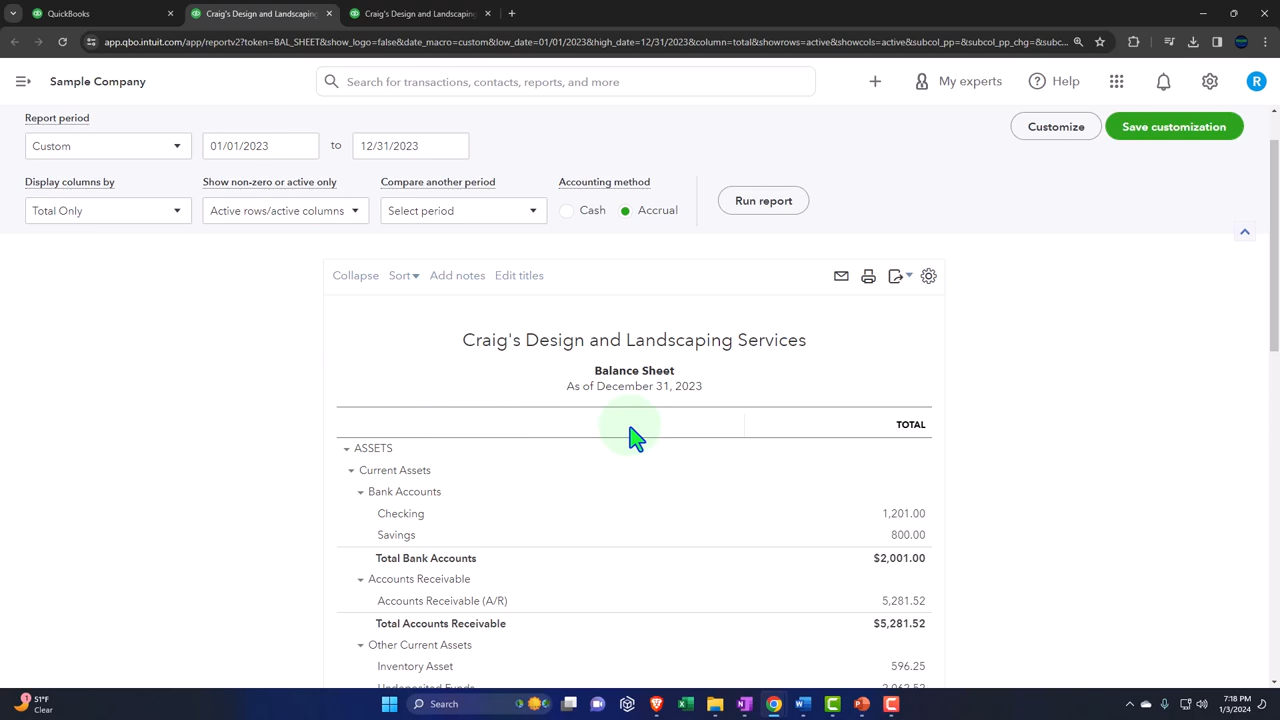 QuickBooks
Craig's Design and Landscaping
Craig's Design and Landscaping
app.qbo.intuit.com/app/reportv2?token=BAL_SHEET&show_logo=false&date_macro=custom&low_date=01/01/2023&high_date=12/31/2023&column=total&showrows=active&showcols=active&subcol_pp=&subcol_pp_chg=&subc...
Sample Company
Search for transactions, contacts, reports, and more
My experts
Help
R
Report period
Customize
Save customization
Custom
01/01/2023 to 12/31/2023
Display columns by
Show non-zero or active only
Compare another period
Accounting method
Total Only
Active rows/active columns
Select period
Cash
Accrual
Run report
Collapse Sort Add notes Edit titles
Craig's Design and Landscaping Services
Balance Sheet
As of December 31, 2023
TOTAL
ASSETS
Current Assets
Bank Accounts
Checking 1,201.00
Savings 800.00
Total Bank Accounts $2,001.00
Accounts Receivable
Accounts Receivable (A/R) 5,281.52
Total Accounts Receivable $5,281.52
Other Current Assets
Inventory Asset 596.25
Undeposited Funds 2,062.52
1
51°F
Clear
Search
7:18 PM
1/3/2024